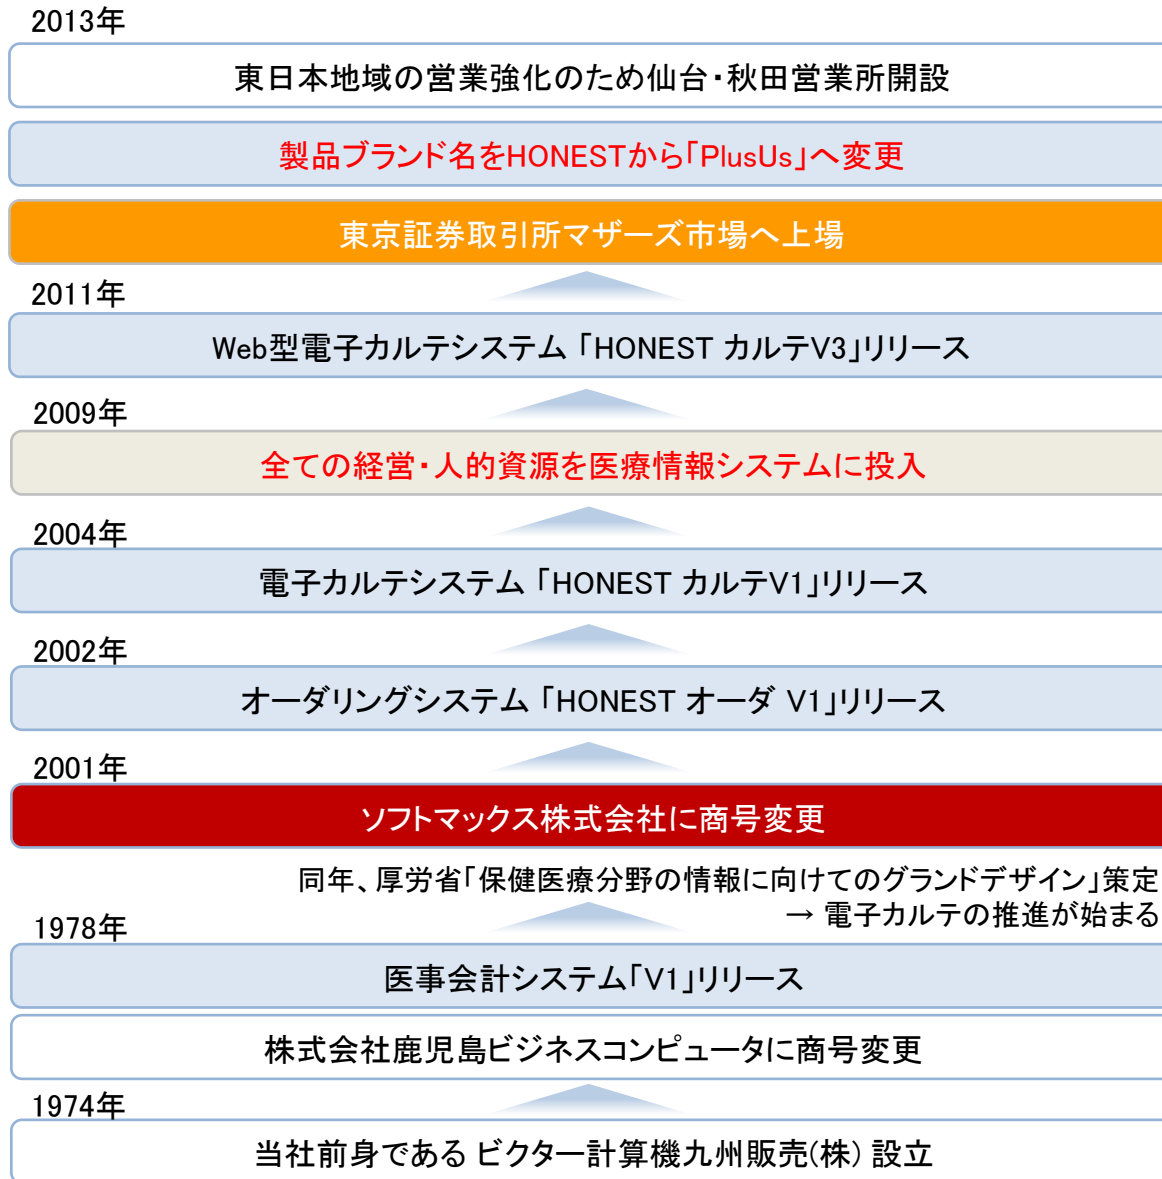 2013年
東日本地域の営業強化のため仙台・秋田営業所開設
製品ブランド名をHONESTから「PlusUs」へ変更
東京証券取引所マザーズ市場へ上場
2011年
Web型電子カルテシステム「HONEST カルテV3」リリース
2009年
全ての経営・人的資源を医療情報システムに投入
2004年
電子カルテシステム「HONEST カルテV1」リリース
2002年
オーダリングシステム「HONEST オーダ V1」リリース
2001年
ソフトマックス株式会社に商号変更
同年、厚労省「保健医療分野の情報に向けてのグランドデザイン」策定
→ 電子カルテの推進が始まる
1978年
医事会計システム「V1」リリース
株式会社鹿児島ビジネスコンピュータに商号変更
1974年
当社前身である ビクター計算機九州販売(株) 設立